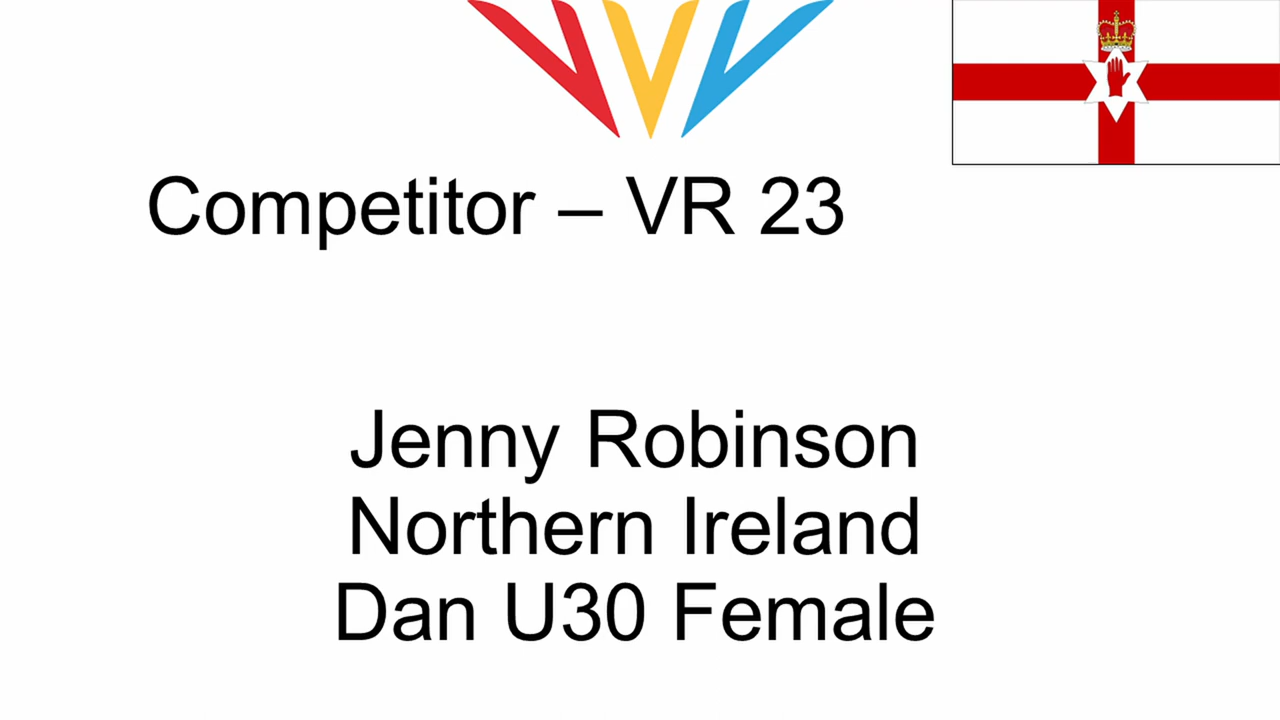 Competitor – VR 23
Jenny Robinson
Northern Ireland
Dan U30 Female